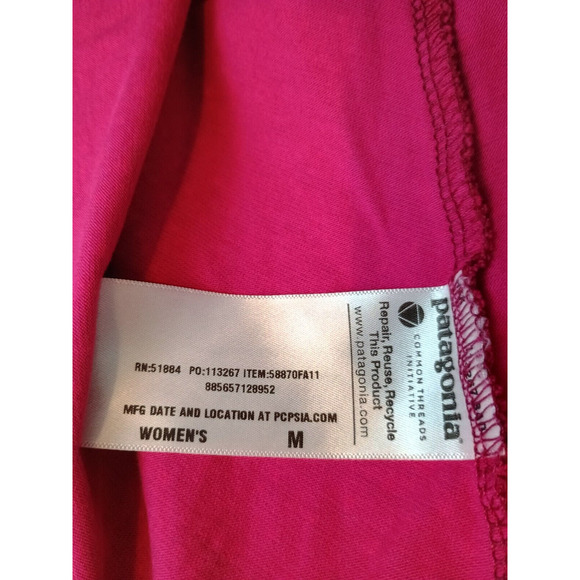 RN:51884 PO:113267 ITEM:58870FA11
885657128952
MFG DATE AND LOCATION AT PCPSIA.COM
WOMEN'S M
patagonia®
COMMON THREADS
INITIATIVE
Repair, Reuse, Recycle
This Product
www.patagonia.com